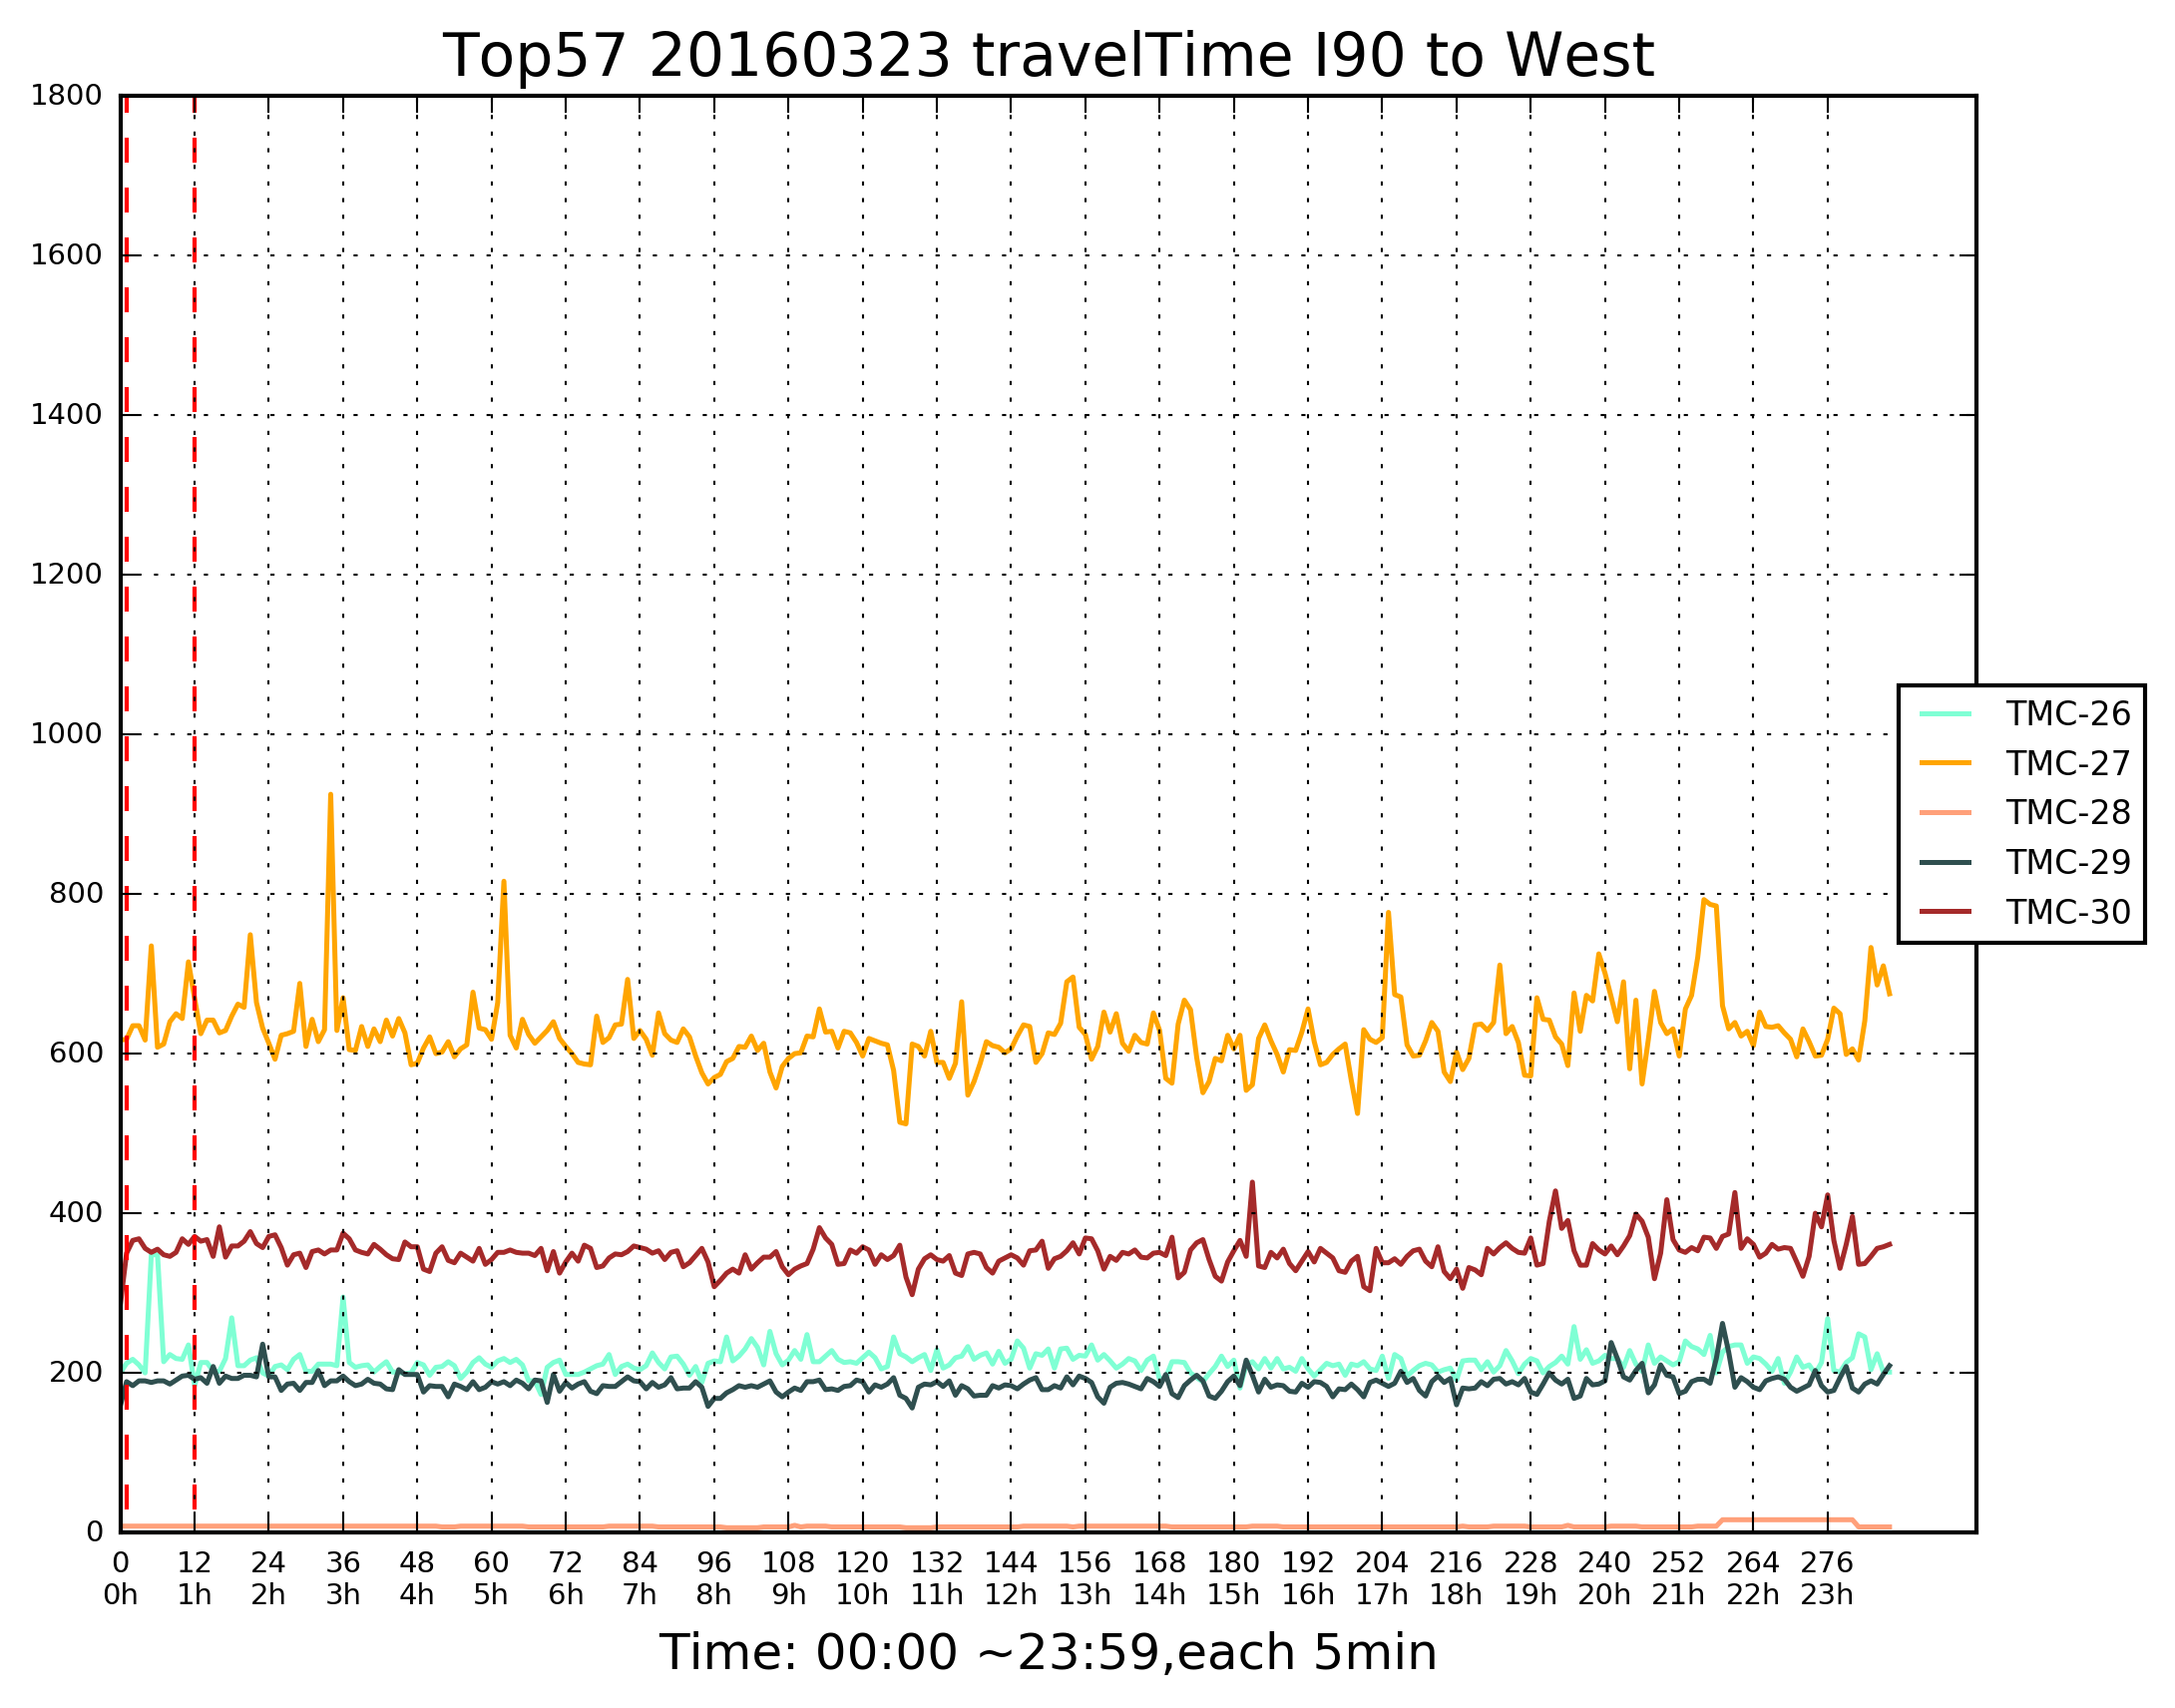 Top57 20160323 travelTime I90 to West
1800
1600
1400
1200
1000
800
600
400
200
0
TMC-26
TMC-27
TMC-28
TMC-29
TMC-30
0 12 24 36 48 60 72 84 96 108 120 132 144 156 168 180 192 204 216 228 240 252 264 276
0h 1h 2h 3h 4h 5h 6h 7h 8h 9h 10h 11h 12h 13h 14h 15h 16h 17h 18h 19h 20h 21h 22h 23h
Time: 00:00 ~23:59,each 5min